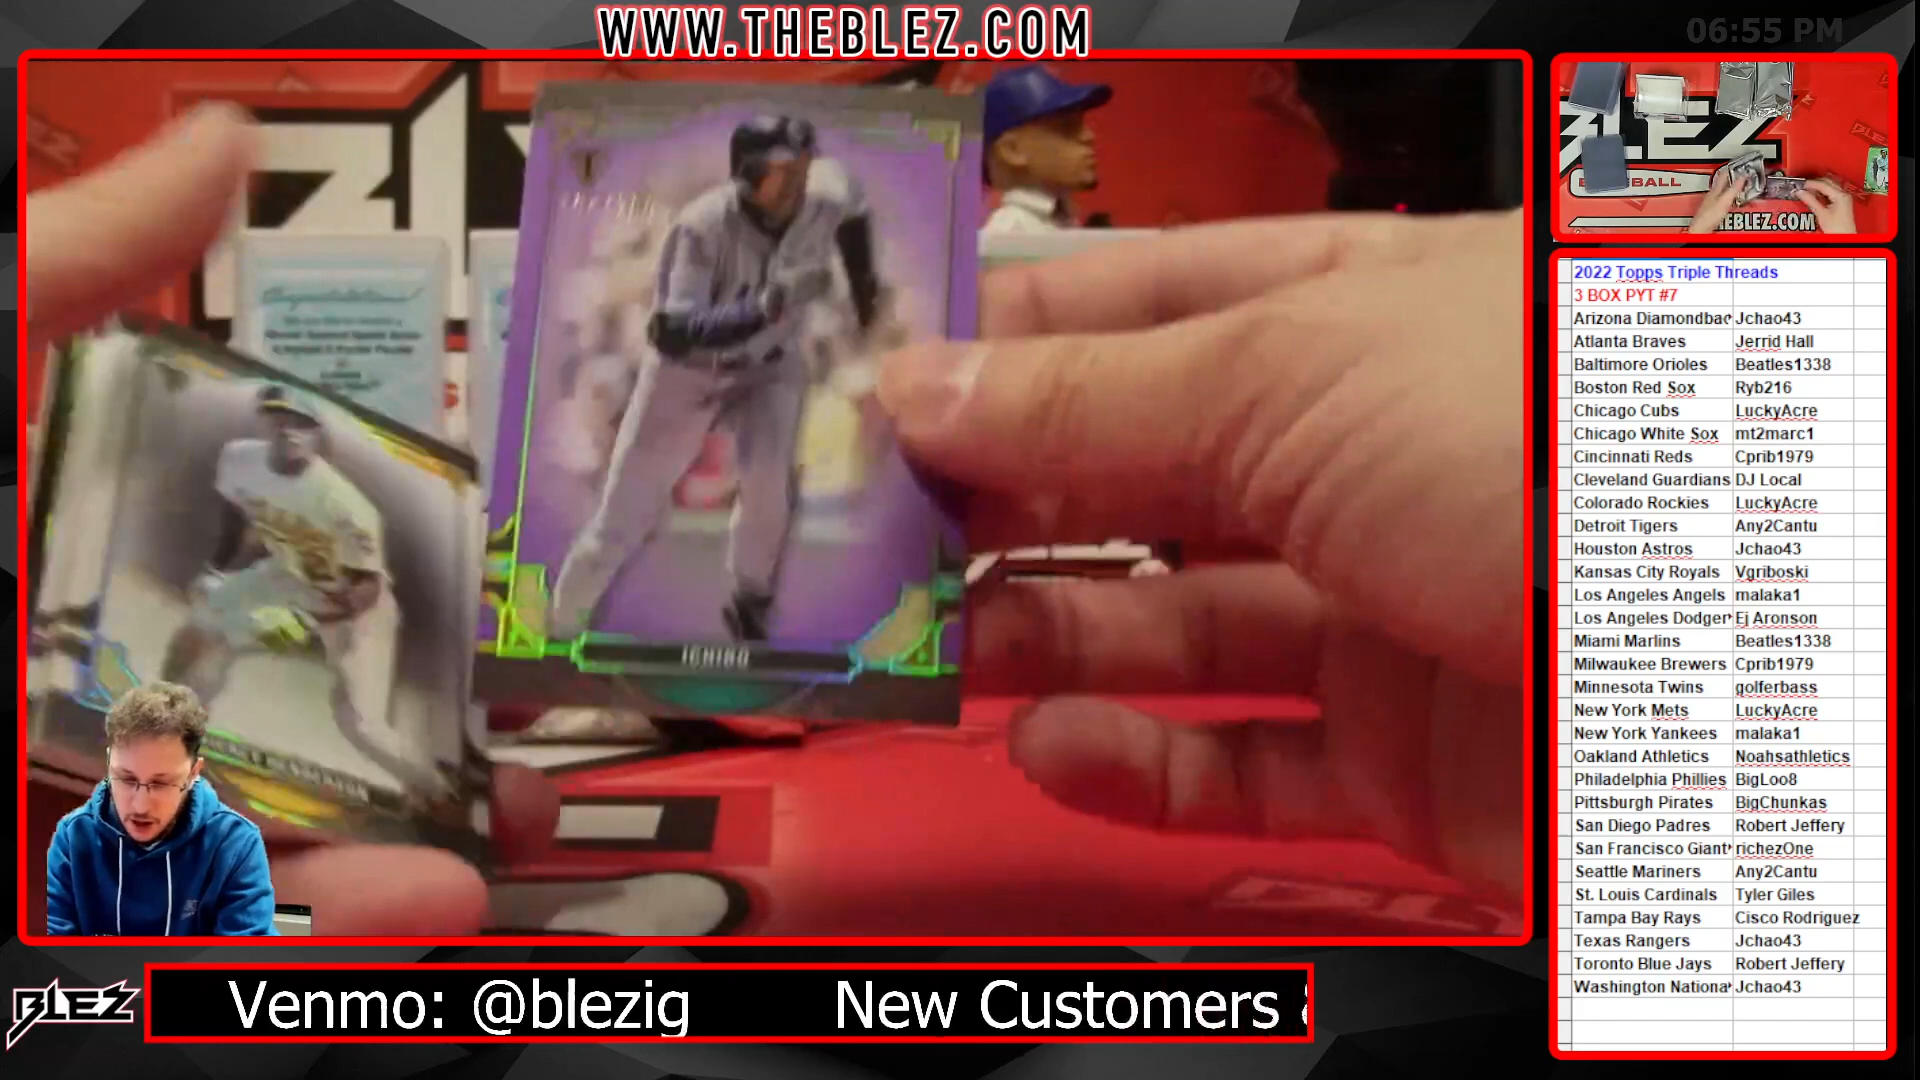 WWW.THEBLEZ.COM
06:55 PM
BLEZ
Congratulations!
ICHIRO
BLEZ
BASEBALL
THEBLEZ.COM
2022 Topps Triple Threads
3 BOX PYT #7
Arizona Diamondbac Jchao43
Atlanta Braves Jerrid Hall
Baltimore Orioles Beatles1338
Boston Red Sox Ryb216
Chicago Cubs LuckyAcre
Chicago White Sox mt2marc1
Cincinnati Reds Cprib1979
Cleveland Guardians DJ Local
Colorado Rockies LuckyAcre
Detroit Tigers Any2Cantu
Houston Astros Jchao43
Kansas City Royals Vgriboski
Los Angeles Angels malaka1
Los Angeles Dodger Ej Aronson
Miami Marlins Beatles1338
Milwaukee Brewers Cprib1979
Minnesota Twins golferbass
New York Mets LuckyAcre
New York Yankees malaka1
Oakland Athletics Noahsathletics
Philadelphia Phillies BigLoo8
Pittsburgh Pirates BigChunkas
San Diego Padres Robert Jeffery
San Francisco Giant richezOne
Seattle Mariners Any2Cantu
St. Louis Cardinals Tyler Giles
Tampa Bay Rays Cisco Rodriguez
Texas Rangers Jchao43
Toronto Blue Jays Robert Jeffery
Washington Nationa Jchao43
BLEZ
Venmo: @blezig New Customers